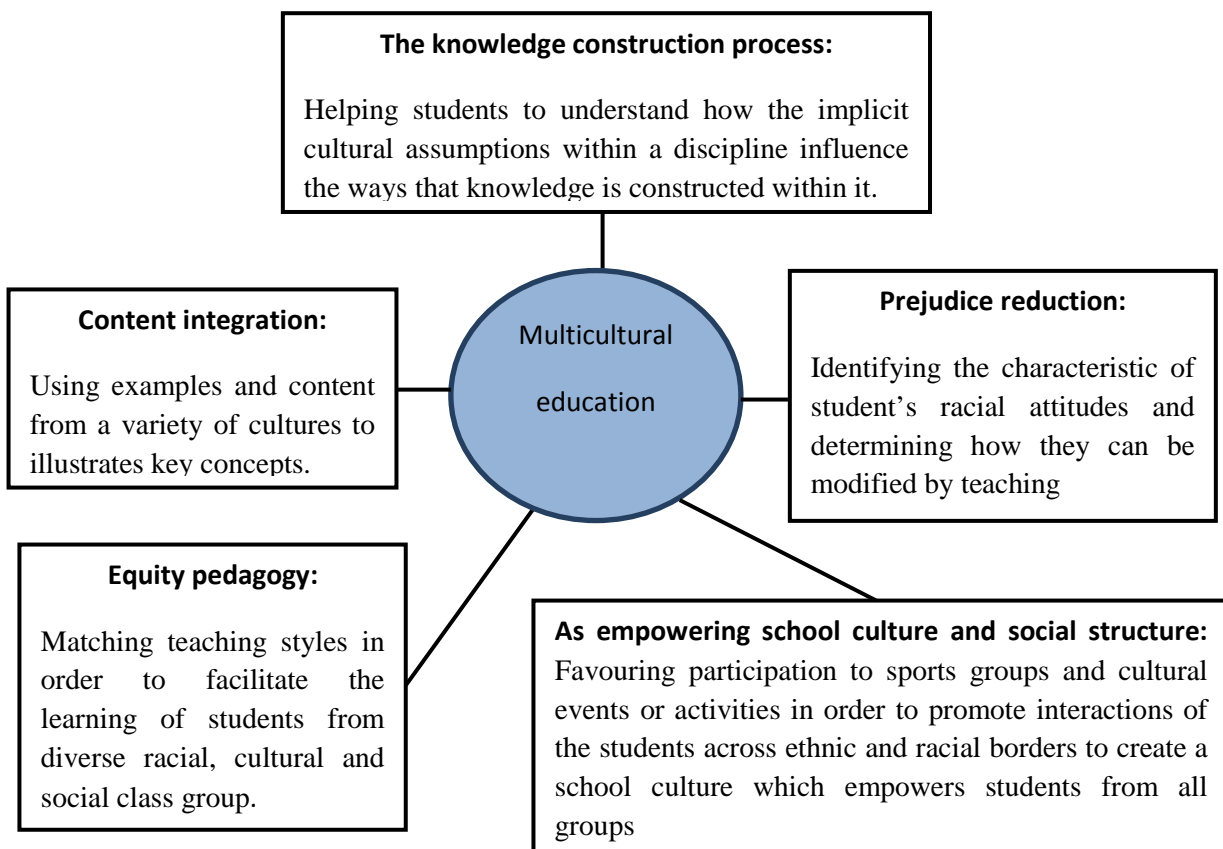 The knowledge construction process:
Helping students to understand how the implicit
cultural assumptions within a discipline influence
the ways that knowledge is constructed within it.
Multicultural
education
Content integration:
Using examples and content
from a variety of cultures to
illustrates key concepts.
Prejudice reduction:
Identifying the characteristic of
student’s racial attitudes and
determining how they can be
modified by teaching
Equity pedagogy:
Matching teaching styles in
order to facilitate the
learning of students from
diverse racial, cultural and
social class group.
As empowering school culture and social structure:
Favouring participation to sports groups and cultural
events or activities in order to promote interactions of
the students across ethnic and racial borders to create a
school culture which empowers students from all
groups